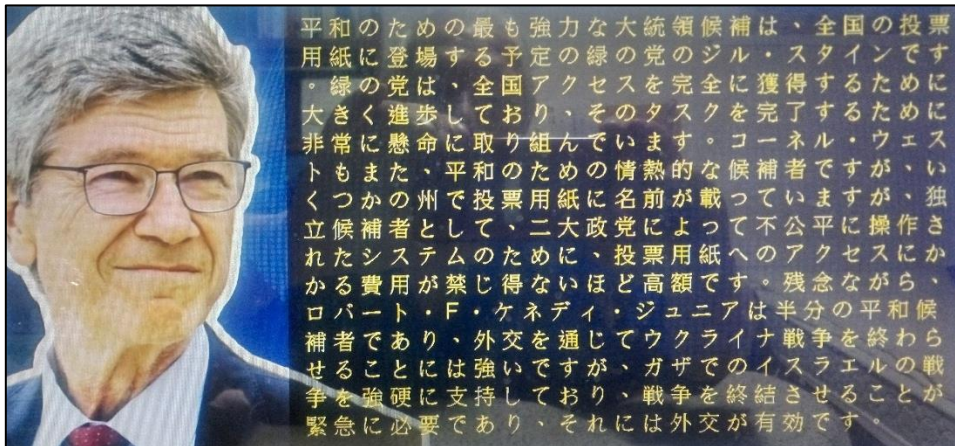 平和のための最も強力な大統領候補は、全国の投票
用紙に登場する予定の緑の党のジル・スタインです
。緑の党は、全国アクセスを完全に獲得するために
大きく進歩しており、そのタスクを完了するために
非常に懸命に取り組んでいます。コーネル・ウェス
トもまた、平和のための情熱的な候補者ですが、い
くつかの州で投票用紙に名前が載っていますが、独
立候補者として、二大政党によって不公平に操作さ
れたシステムのために、投票用紙へのアクセスにか
かる費用が禁じ得ないほど高額です。残念ながら、
ロバート・F・ケネディ・ジュニアは半分の平和候
補者であり、外交を通じてウクライナ戦争を終わら
せることには強いですが、ガザでのイスラエルの戦
争を強硬に支持しており、戦争を終結させることが
緊急に必要であり、それには外交が有効です。